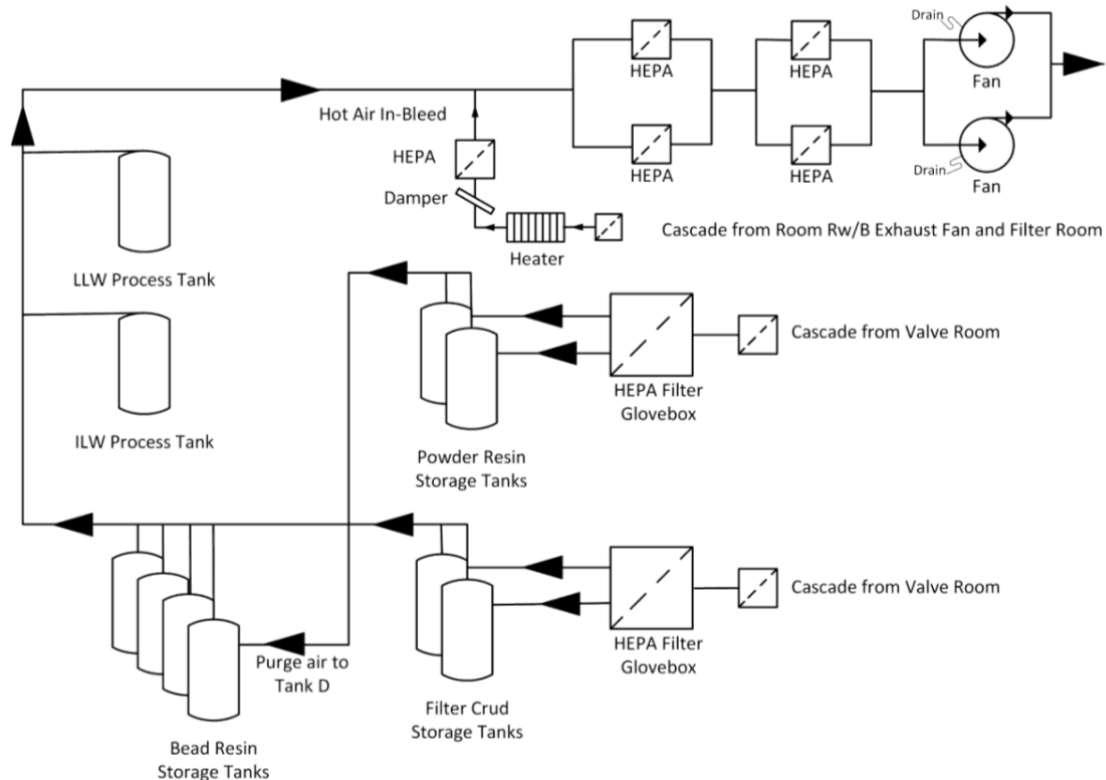 Drain
Fan
HEPA
HEPA
Hot Air In-Bleed
HEPA
HEPA
HEPA
Drain
Fan
Damper
Heater
Cascade from Room Rw/B Exhaust Fan and Filter Room
LLW Process Tank
Cascade from Valve Room
HEPA Filter
Glovebox
ILW Process Tank
Powder Resin
Storage Tanks
Cascade from Valve Room
HEPA Filter
Glovebox
Purge air to
Tank D
Filter Crud
Storage Tanks
Bead Resin
Storage Tanks